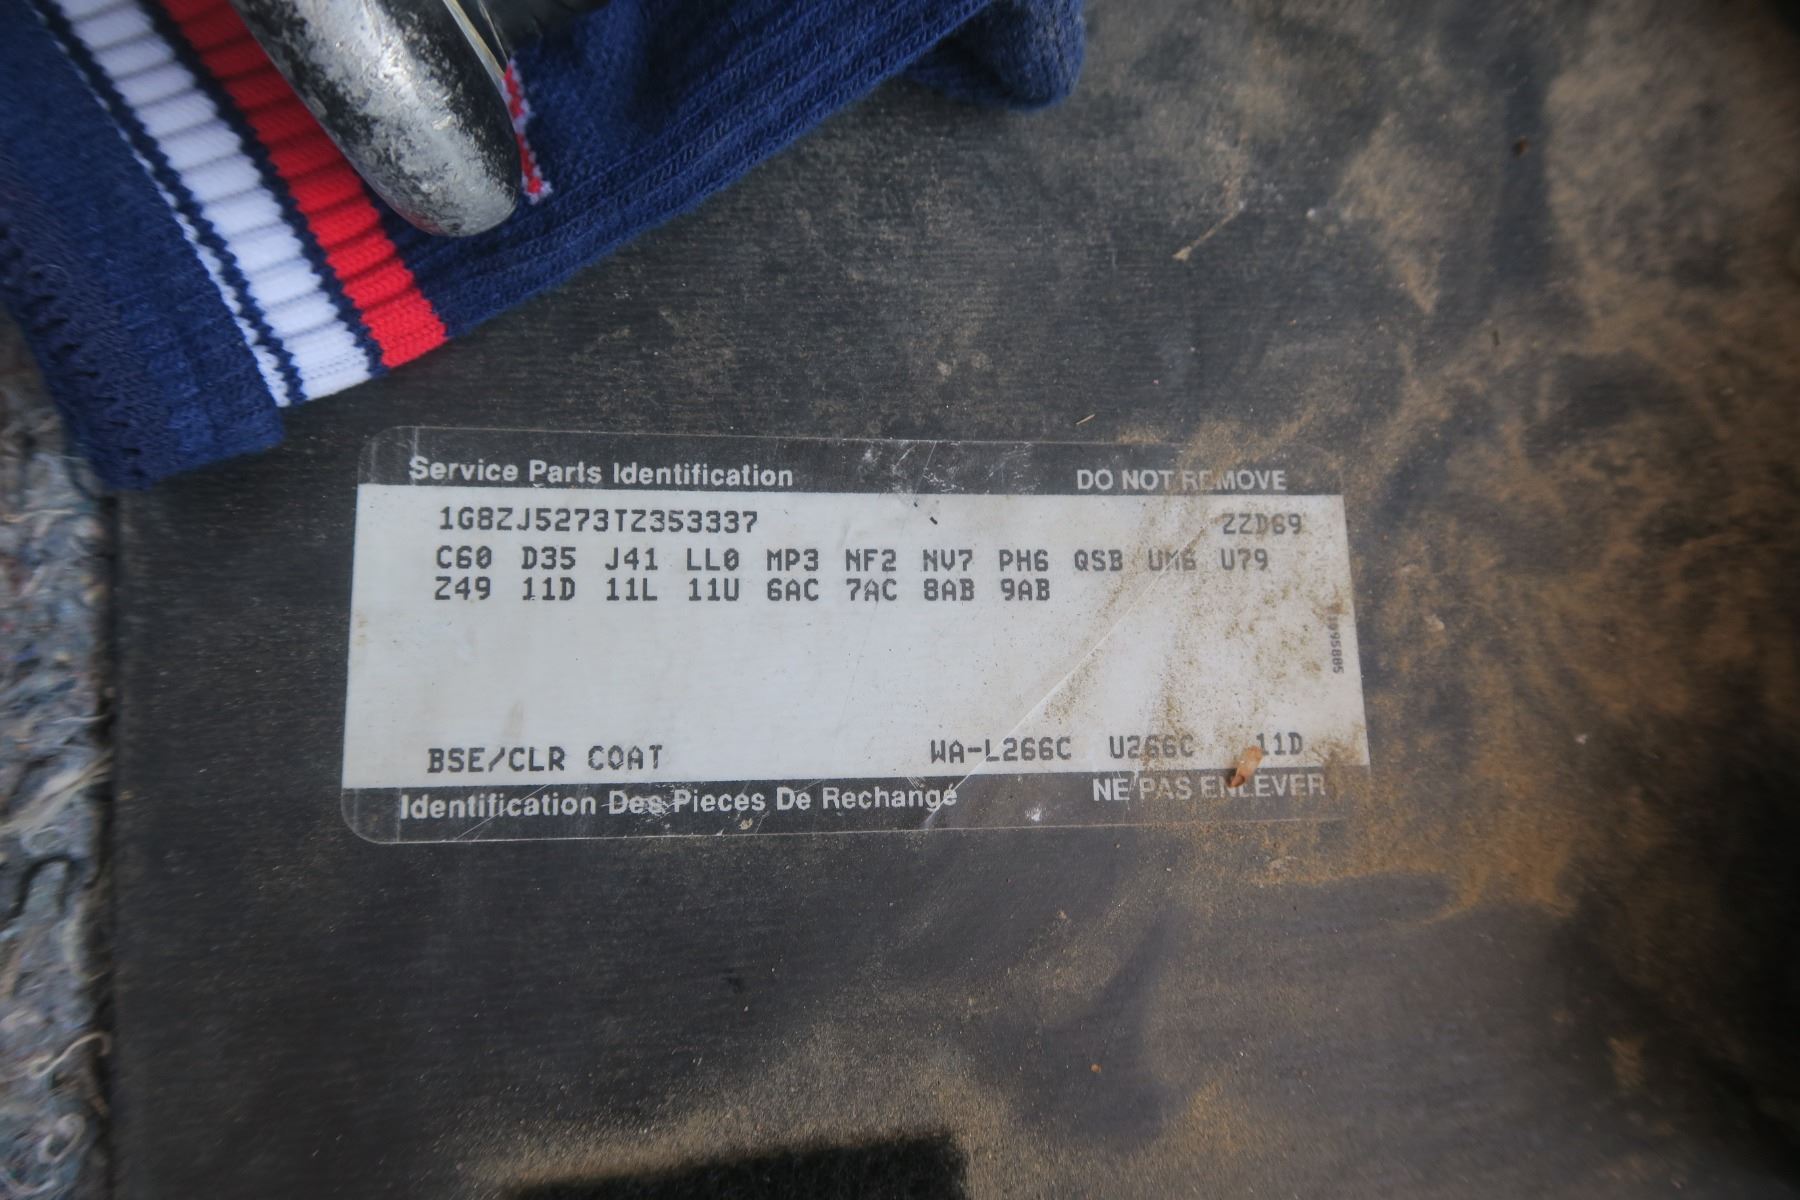 Service Parts Identification DO NOT REMOVE
1G8ZJ5273TZ353337 ZZD69
C60 D35 J41 LL0 MP3 NF2 NV7 PH6 QSB UM6 U79
Z49 11D 11L 11U 6AC 7AC 8AB 9AB
BSE/CLR COAT WA-L266C U266C 11D
Identification Des Pieces De Rechange NE PAS ENLEVER